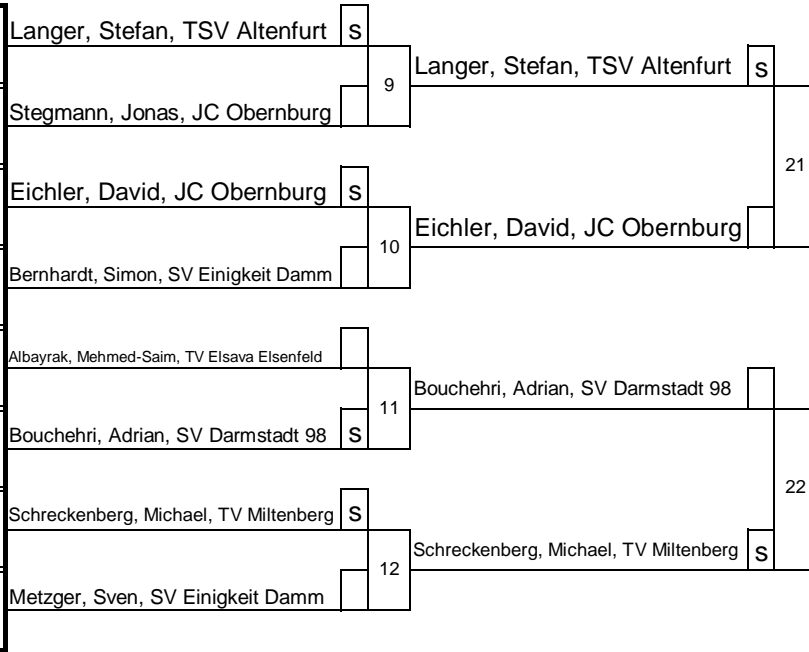 Langer, Stefan, TSV Altenfurt s
9
Stegmann, Jonas, JC Obernburg
Langer, Stefan, TSV Altenfurt s
21
Eichler, David, JC Obernburg s
10
Bernhardt, Simon, SV Einigkeit Damm
Eichler, David, JC Obernburg
Albayrak, Mehmed-Saim, TV Elsava Elsenfeld
11
Bouchehri, Adrian, SV Darmstadt 98 s
Bouchehri, Adrian, SV Darmstadt 98
22
Schreckenberg, Michael, TV Miltenberg s
12
Metzger, Sven, SV Einigkeit Damm
Schreckenberg, Michael, TV Miltenberg s